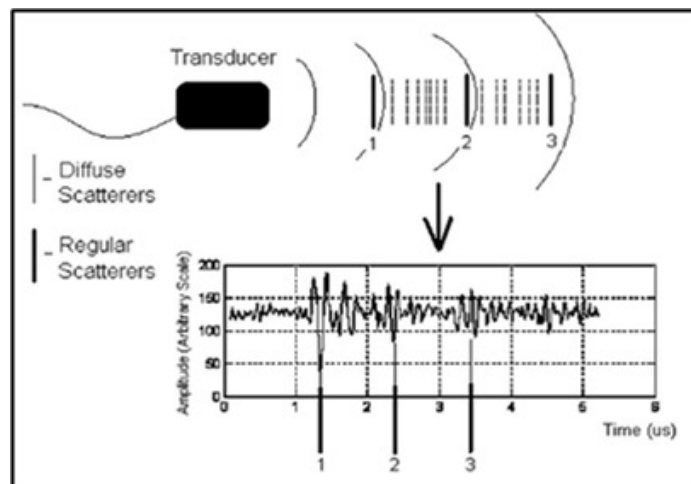 Transducer
1
2
3
- Diffuse
Scatterers
- Regular
Scatterers
Amplitude (Arbitrary Scale)
200
150
100
50
0
0 1 2 3 4 5 6
Time (us)
1 2 3